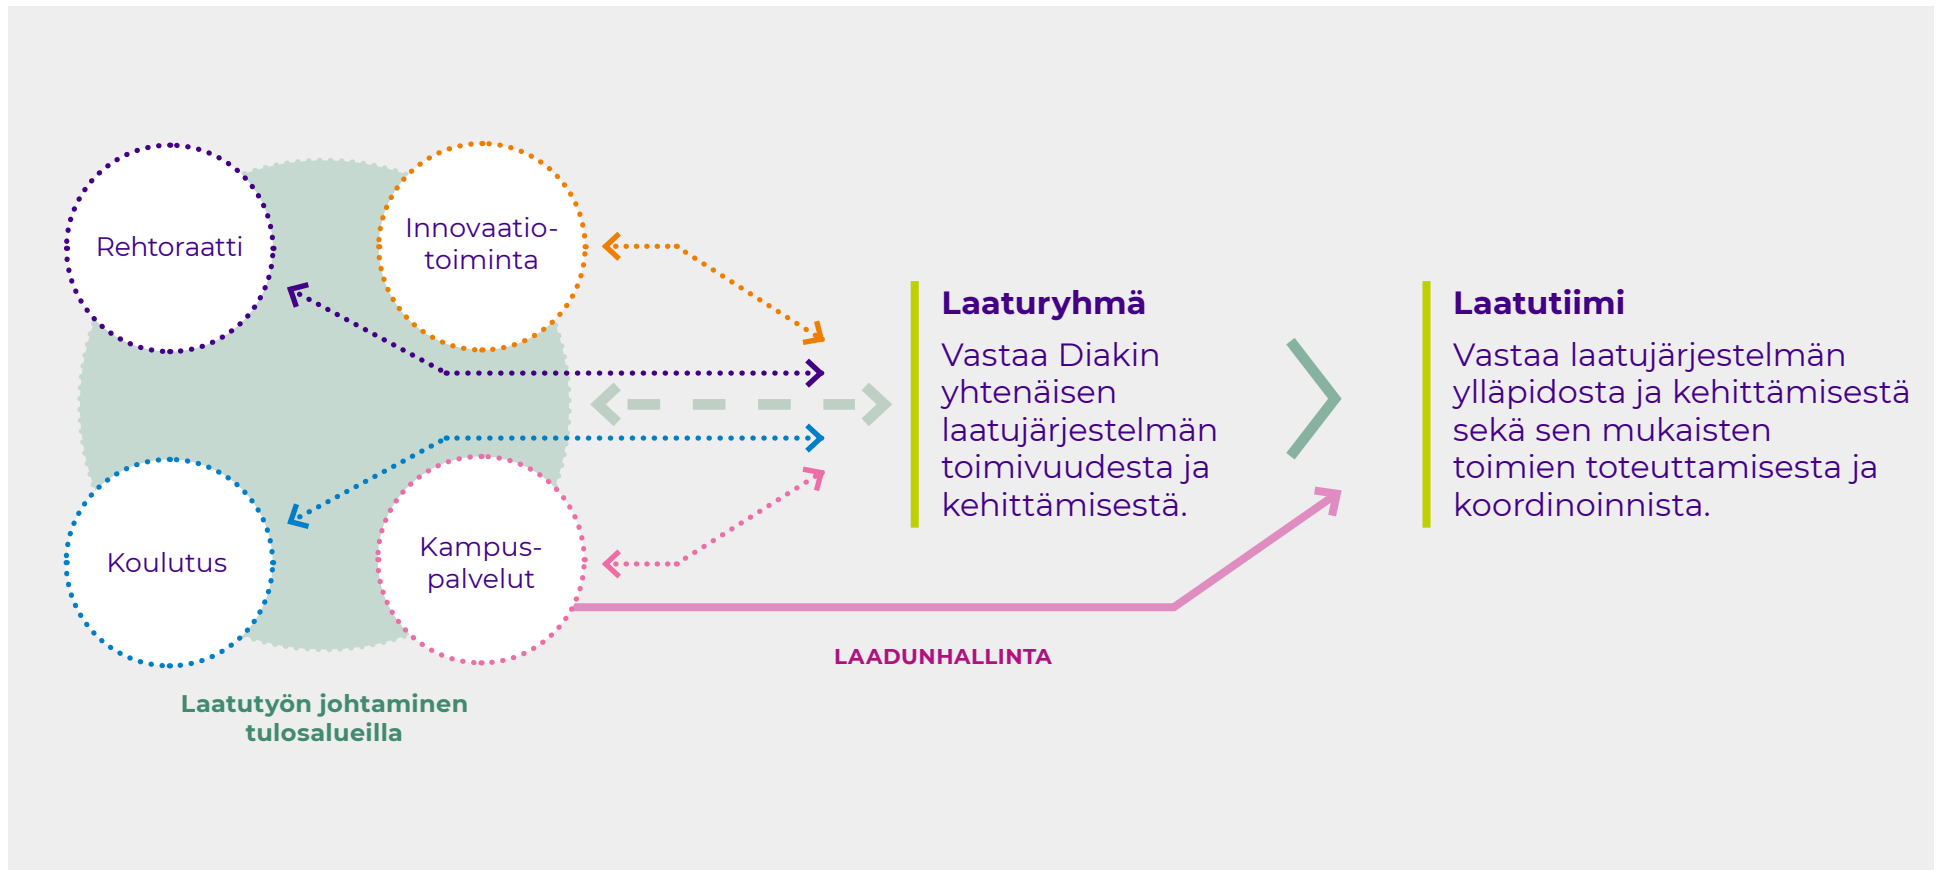 Rehtoraatti
Innovaatio-
toiminta
Koulutus
Kampus-
palvelut
Laatutyön johtaminen
tulosalueilla
Laaturyhmä
Vastaa Diakin
yhtenäisen
laatujärjestelmän
toimivuudesta ja
kehittämisestä.
LAADUNHALLINTA
Laatutiimi
Vastaa laatujärjestelmän
ylläpidosta ja kehittämisestä
sekä sen mukaisten
toimien toteuttamisesta ja
koordinoinnista.